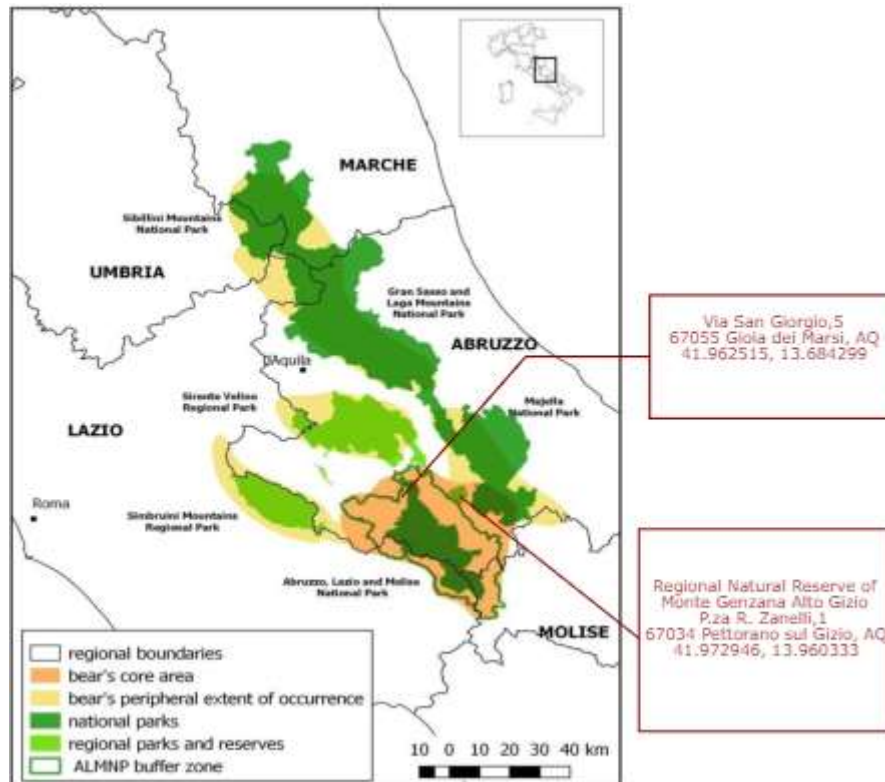 MARCHE
Sibillini Mountains
National Park
UMBRIA
Gran Sasso and
Laga Mountains
National Park
ABRUZZO
L'Aquila
Sirente Velino
Regional Park
Majella
National Park
LAZIO
Roma
Simbruini Mountains
Regional Park
Abruzzo, Lazio and Molise
National Park
MOLISE
regional boundaries
bear's core area
bear's peripheral extent of occurrence
national parks
regional parks and reserves
ALMNP buffer zone
10 0 10 20 30 40 km
Via San Giorgio,5
67055 Gioia dei Marsi, AQ
41.962515, 13.684299
Regional Natural Reserve of
Monte Genzana Alto Gizio
P.za R. Zanelli,1
67034 Pettorano sul Gizio, AQ
41.972946, 13.960333